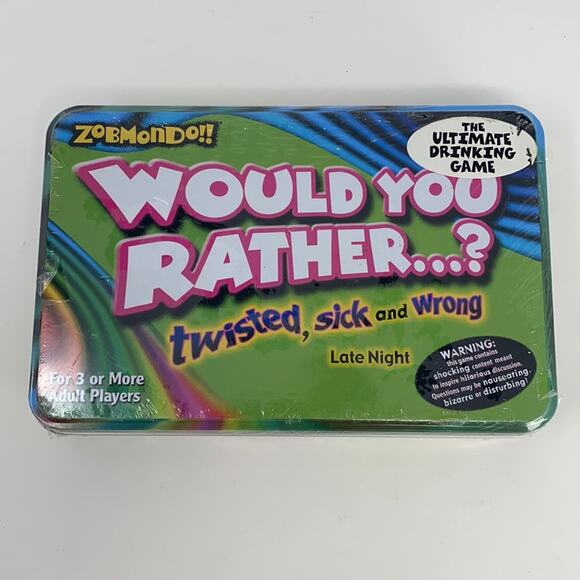 ZOBMONDO!!
THE
ULTIMATE
DRINKING
GAME
WOULD YOU
RATHER...?
twisted, sick and wrong
Late Night
For 3 or More
Adult Players
WARNING:
this game contains
shocking content meant
to inspire hilarious discussion.
Questions may be nauseating,
bizarre or disturbing!